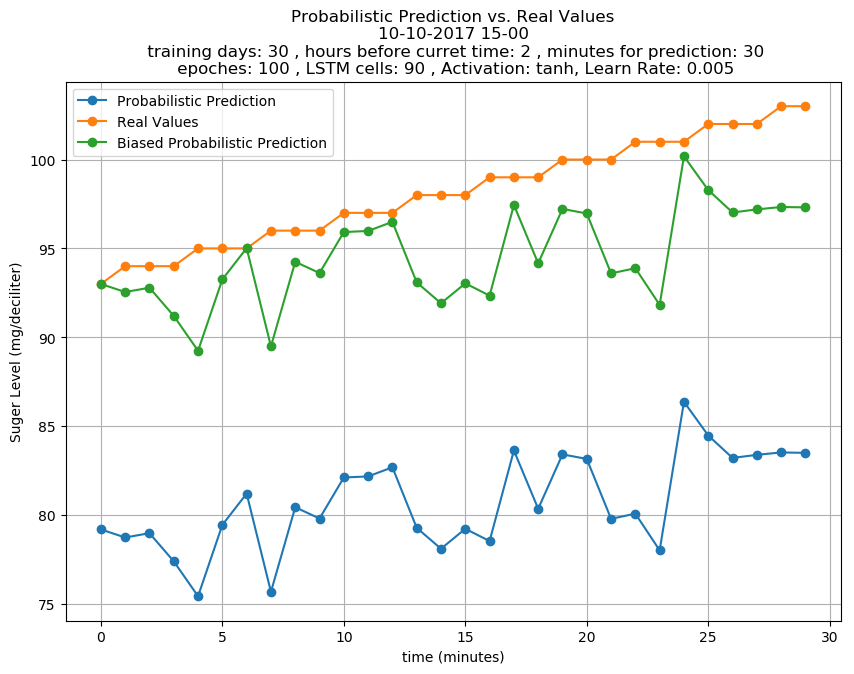 Probabilistic Prediction vs. Real Values
10-10-2017 15-00
training days: 30 , hours before curret time: 2 , minutes for prediction: 30
epoches: 100 , LSTM cells: 90 , Activation: tanh, Learn Rate: 0.005
Probabilistic Prediction
Real Values
Biased Probabilistic Prediction
Suger Level (mg/deciliter)
100
95
90
85
80
75
0 5 10 15 20 25 30
time (minutes)